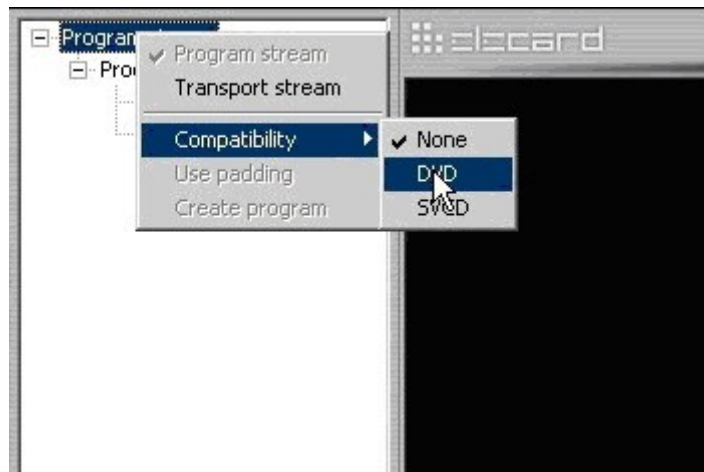 Program
elecard
Program stream
Pro
Transport stream
Compatibility
None
Use padding
DVD
Create program
SVCD